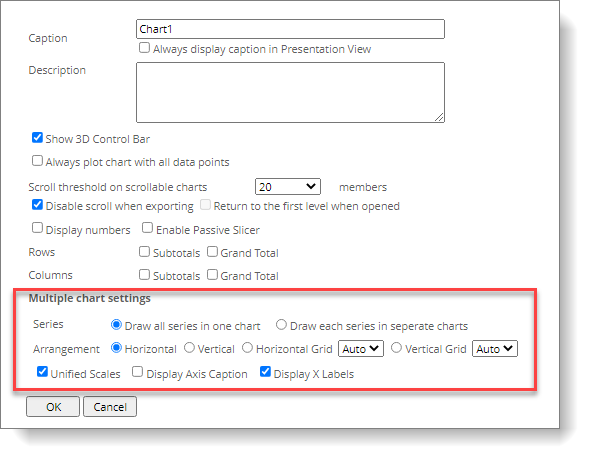 Caption Chart1
Always display caption in Presentation View
Description
Show 3D Control Bar
Always plot chart with all data points
Scroll threshold on scrollable charts 20 members
Disable scroll when exporting Return to the first level when opened
Display numbers Enable Passive Slicer
Rows Subtotals Grand Total
Columns Subtotals Grand Total
Multiple chart settings
Series Draw all series in one chart Draw each series in seperate charts
Arrangement Horizontal Vertical Horizontal Grid Auto Vertical Grid Auto
Unified Scales Display Axis Caption Display X Labels
OK Cancel